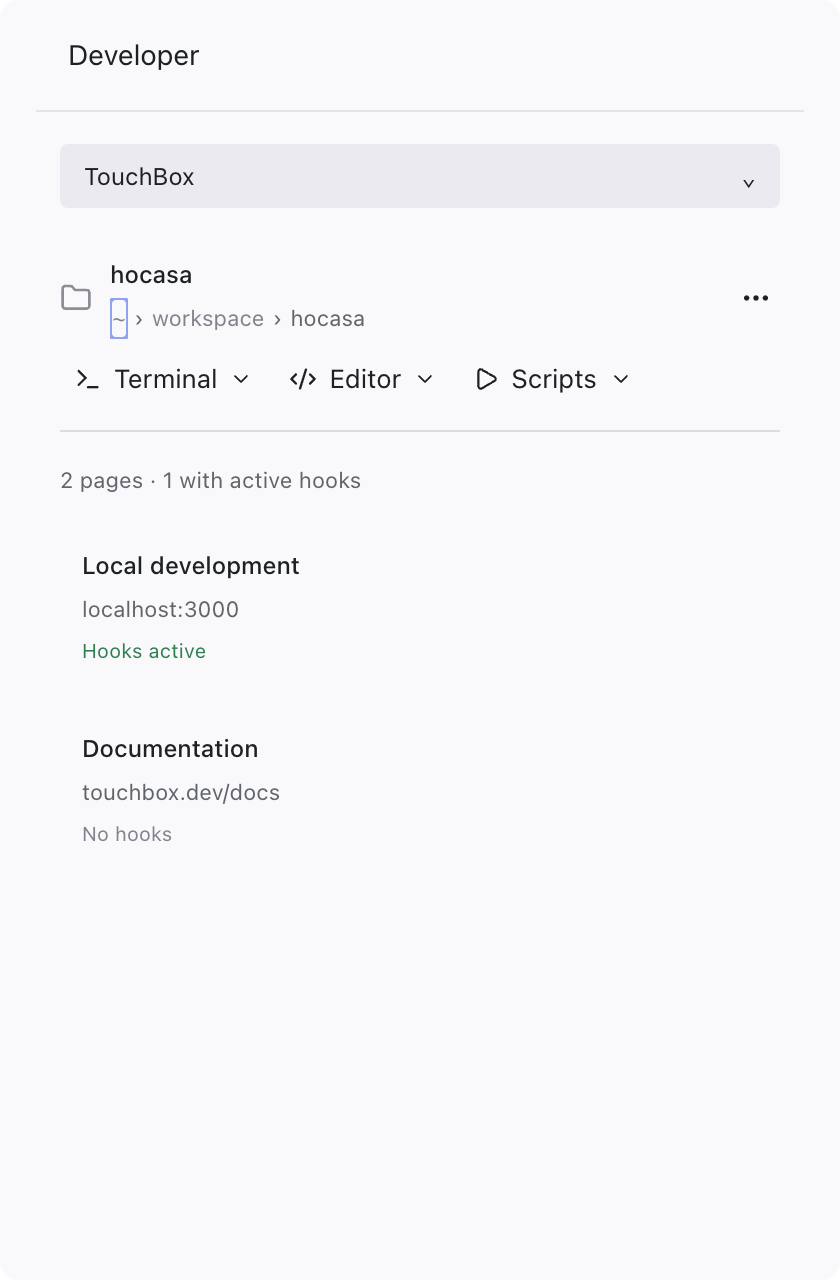 Developer
TouchBox
hocasa
~ › workspace › hocasa
Terminal Editor Scripts
2 pages · 1 with active hooks
Local development
localhost:3000
Hooks active
Documentation
touchbox.dev/docs
No hooks